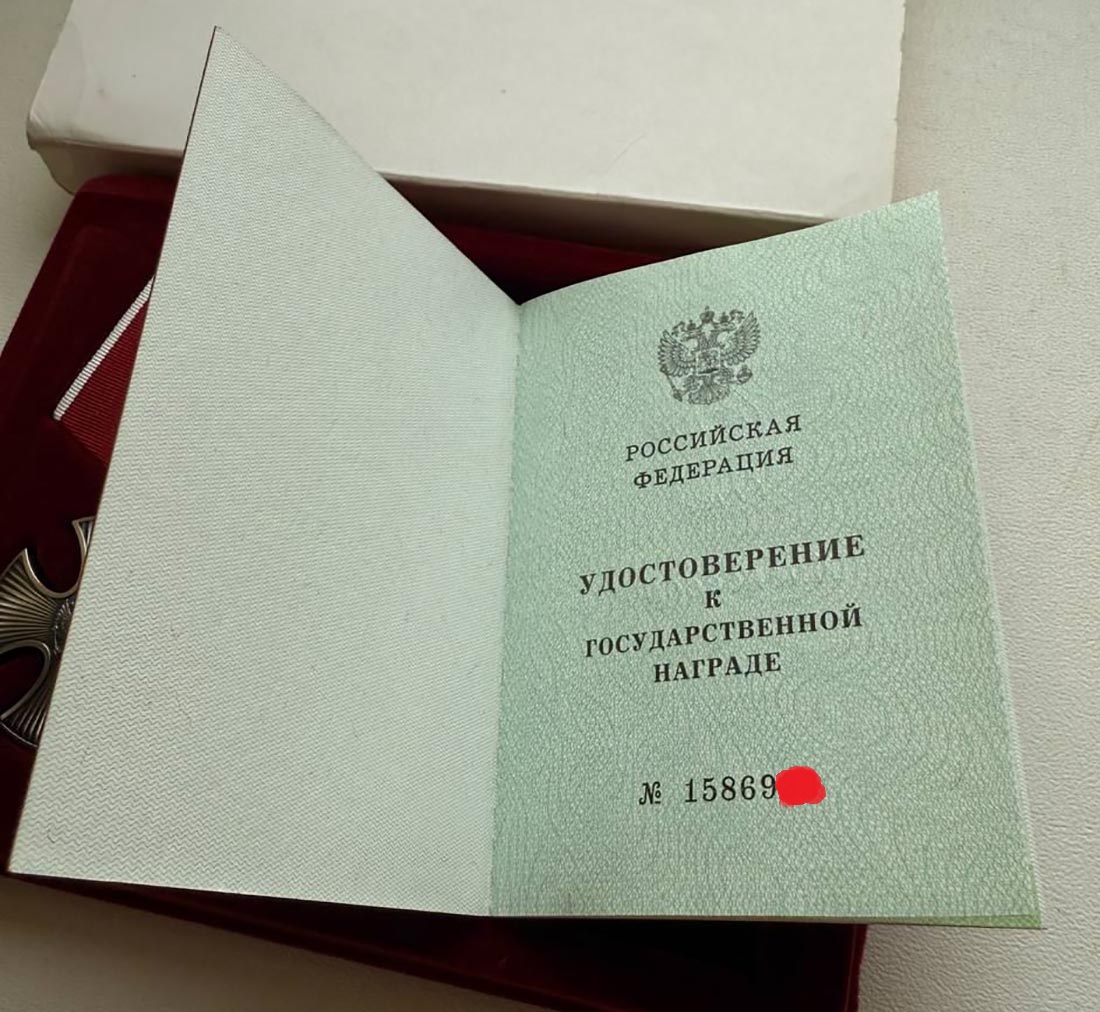 РОССИЙСКАЯ
ФЕДЕРАЦИЯ
УДОСТОВЕРЕНИЕ
К
ГОСУДАРСТВЕННОЙ
НАГРАДЕ
№ 15869